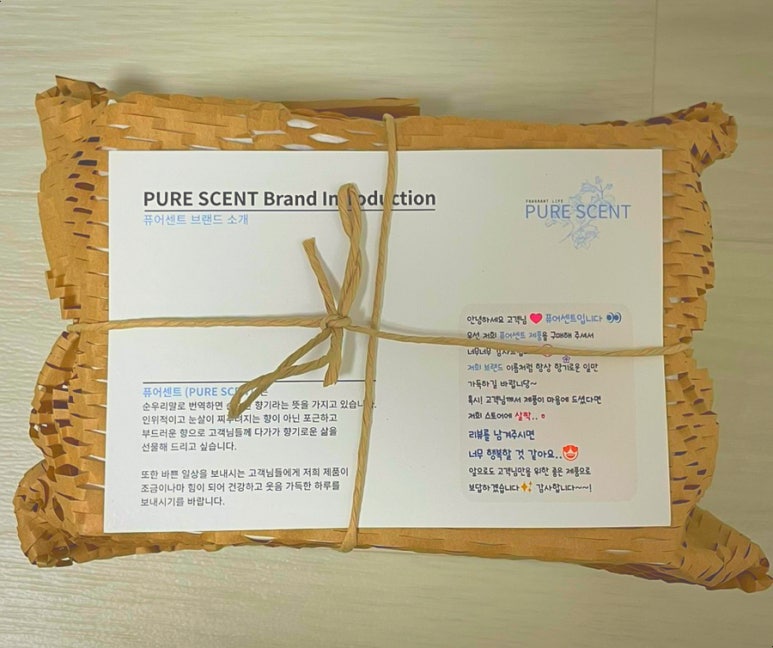 PURE SCENT Brand Introduction
퓨어센트 브랜드 소개
FRAGRANT LIFE
PURE SCENT
퓨어센트 (PURE SCE
순우리말로 번역하면 향기라는 뜻을 가지고 있습니다.
인위적이고 눈살이 찌푸려지는 향이 아닌 포근하고
부드러운 향으로 고객님들께 다가가 향기로운 삶을
선물해 드리고 싶습니다.
또한 바쁜 일상을 보내시는 고객님들에게 저희 제품이
조금이나마 힘이 되어 건강하고 웃음 가득한 하루를
보내시기를 바랍니다.
안녕하세요 고객님 ❤️ 퓨어센트입니다 👀
우선 저희 퓨어센트 제품을 구매해 주셔서
너무너무
저희 브랜드 이름처럼 항상 향기로운 일만
가득하길 바랍니당~
혹시! 고객님께서 제품이 마음에 드셨다면
저희 스토어에 살짝..
리뷰를 남겨주시면
너무 행복할 것 같아요..😍
앞으로도 고객님만을 위한 좋은 제품으로
보답하겠습니다✨ 감사합니다~~!